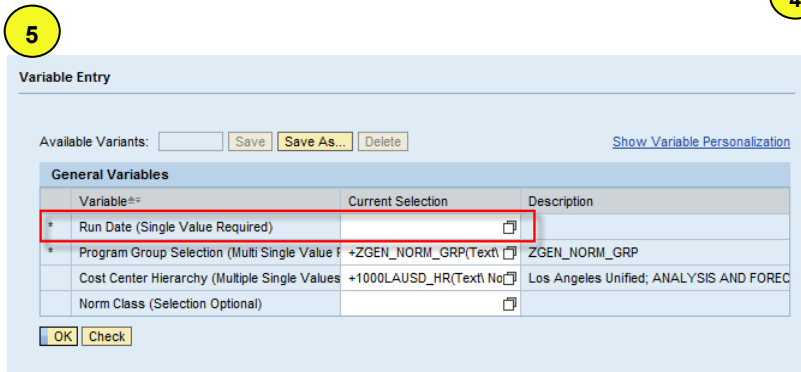 4
5
Variable Entry
Available Variants: Save Save As... Delete Show Variable Personalization
General Variables
Variable Current Selection Description
* Run Date (Single Value Required)
* Program Group Selection (Multi Single Value +ZGEN_NORM_GRP(Text\ ZGEN_NORM_GRP
Cost Center Hierarchy (Multiple Single Values +1000LAUSD_HR(Text\ No Los Angeles Unified; ANALYSIS AND FOREC
Norm Class (Selection Optional)
OK Check